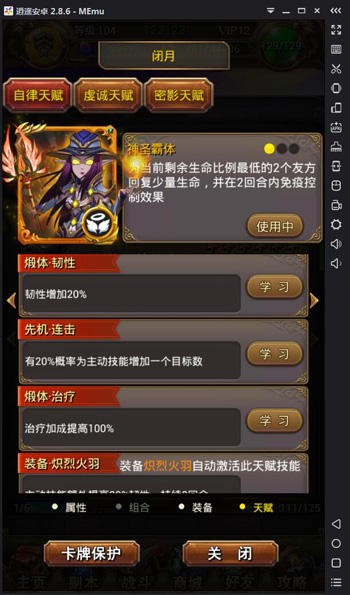 逍遥安卓 2.8.6 - MEmu
等级:104
VIP12
129/129
闭月
自律天赋
虔诚天赋
密影天赋
神圣霸体
为当前剩余生命比例最低的2个友方
回复少量生命，并在2回合内免疫控
制效果
使用中
煅体·韧性
韧性增加20%
学 习
先机·连击
有20%概率为主动技能增加一个目标数
学 习
煅体·治疗
治疗加成提高100%
学 习
装备·炽烈火羽
装备炽烈火羽自动激活此天赋技能
属性
组合
装备
天赋
111/125
卡牌保护
关 闭
主页
副本
战斗
商城
好友
攻略